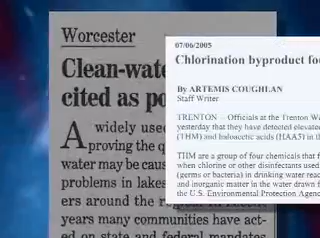 Worcester
Clean-wate
cited as po
A widely used
proving the q
water may be caus
problems in lakes
ers around the r
years many communities have act-
ed on state and federal mandates
07/06/2005
Chlorination byproduct fou
By ARTEMIS COUGHLAN
Staff Writer
TRENTON -- Officials at the Trenton Wa
yesterday that they have detected elevated
(THM) and haloacetic acids (HAA5) in th
THM are a group of four chemicals that f
when chlorine or other disinfectants used
(germs or bacteria) in drinking water reac
and inorganic matter in the water drawn f
the U.S. Environmental Protection Agenc